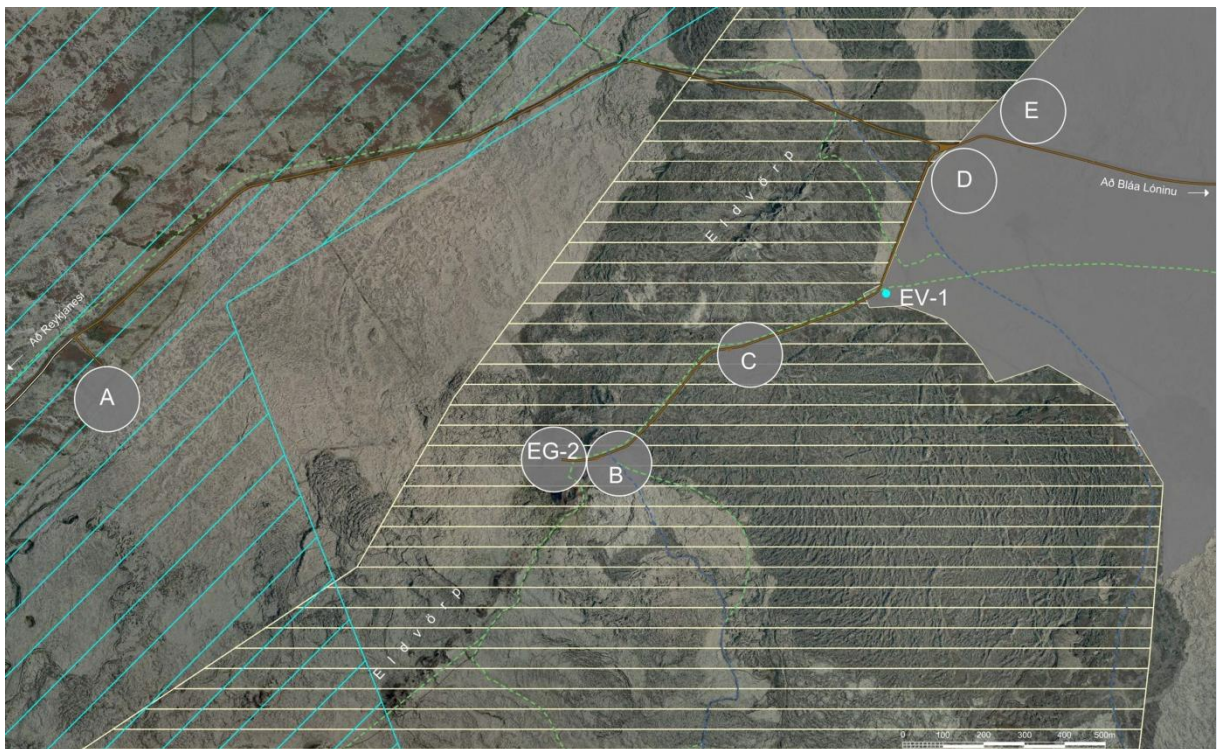 E
D
Að Bláa Lóninu
Eldvörp
EV-1
Að Reykjanesi
C
A
EG-2
B
Eldvörp
0 100 200 300 400 500m